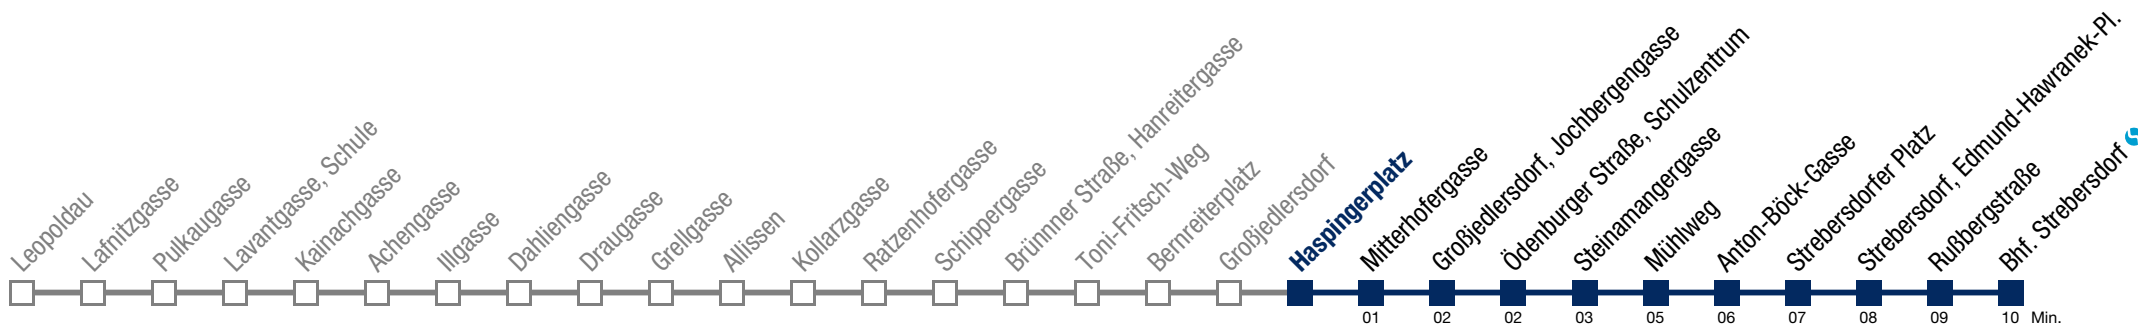 Leopoldau
Lafnitzgasse
Pulkaugasse
Lavantgasse, Schule
Kainachgasse
Achengasse
Illgasse
Dahliengasse
Draugasse
Grellgasse
Allissen
Kollarzgasse
Ratzenhofergasse
Schippergasse
Brünner Straße, Hanreitergasse
Toni-Fritsch-Weg
Bernreiterplatz
Großjedlersdorf
Haspingerplatz
Mitterhofergasse
Großjedlersdorf, Jochbergengasse
Ödenburger Straße, Schulzentrum
Steinamangergasse
Mühlweg
Anton-Böck-Gasse
Strebersdorfer Platz
Strebersdorf, Edmund-Hawranek-Pl.
Rußbergstraße
Bhf. Strebersdorf
01 02 02 03 05 06 07 08 09 10 Min.